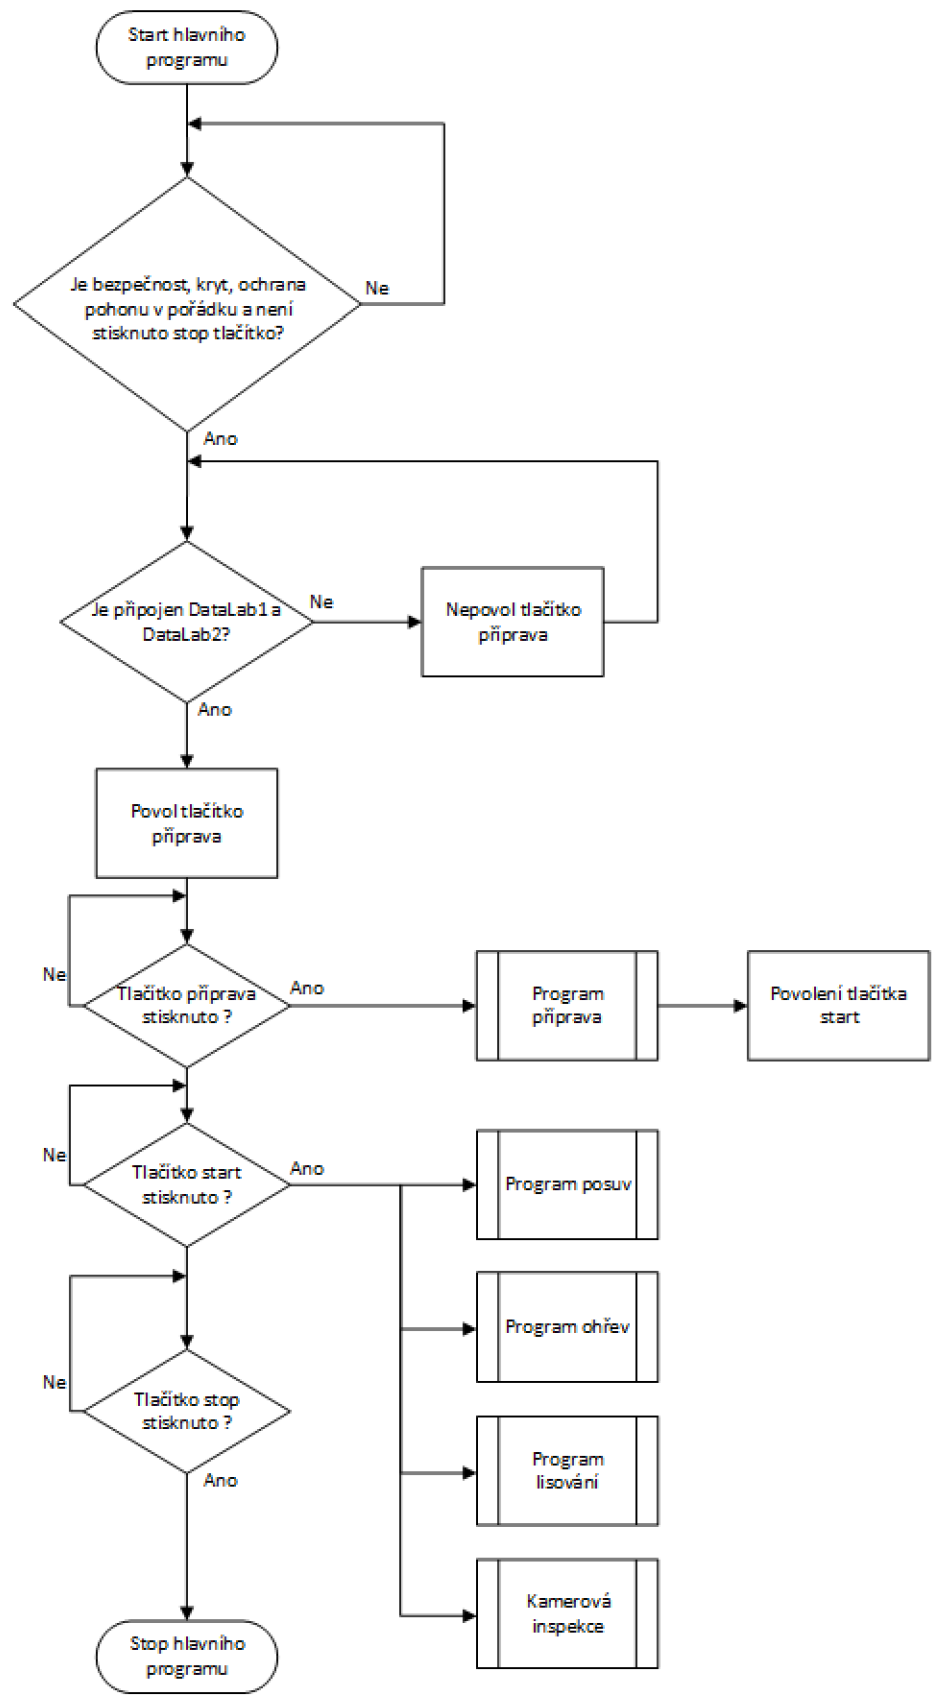 Start hlavního
programu
Je bezpečnost, kryt, ochrana
pohonu v pořádku a není
stisknuto stop tlačítko?
Ne
Ano
Je připojen DataLab1 a
DataLab2?
Ne
Nepovol tlačítko
příprava
Ano
Povol tlačítko
příprava
Ne
Tlačítko příprava
stisknuto ?
Ano
Program
příprava
Povolení tlačítka
start
Ne
Tlačítko start
stisknuto ?
Ano
Program posuv
Program ohřev
Ne
Tlačítko stop
stisknuto ?
Ano
Program
lisování
Kamerová
inspekce
Stop hlavního
programu